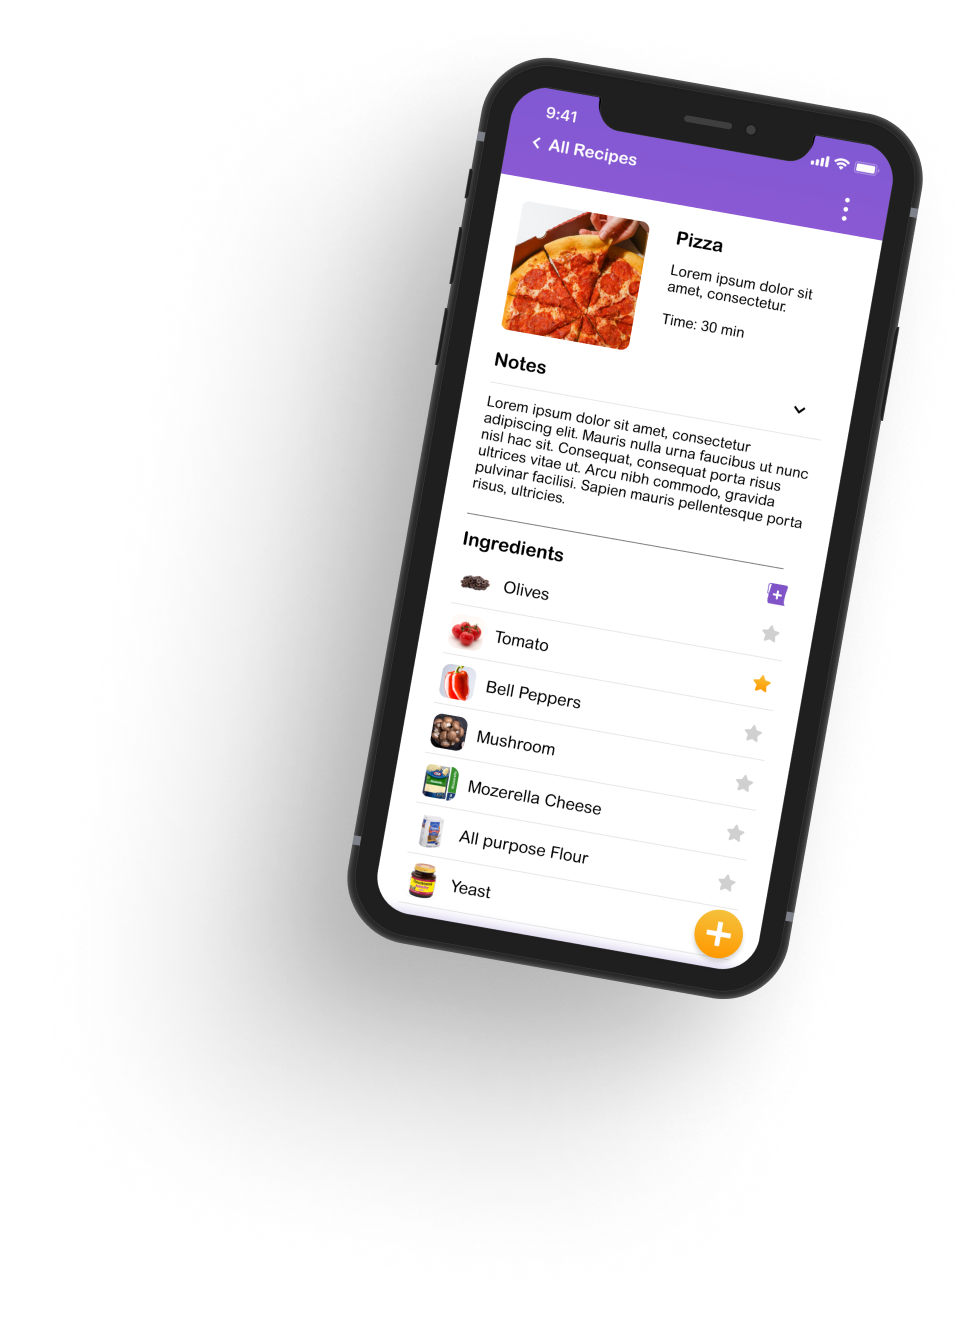 9:41
All Recipes
Pizza
Lorem ipsum dolor sit
amet, consectetur.
Time: 30 min
Notes
Lorem ipsum dolor sit amet, consectetur
adipiscing elit. Mauris nulla urna faucibus ut nunc
nisl hac sit. Consequat, consequat porta risus
ultrices vitae ut. Arcu nibh commodo, gravida
pulvinar facilisi. Sapien mauris pellentesque porta
risus, ultricies.
Ingredients
Olives
Tomato
Bell Peppers
Mushroom
Mozerella Cheese
All purpose Flour
Yeast